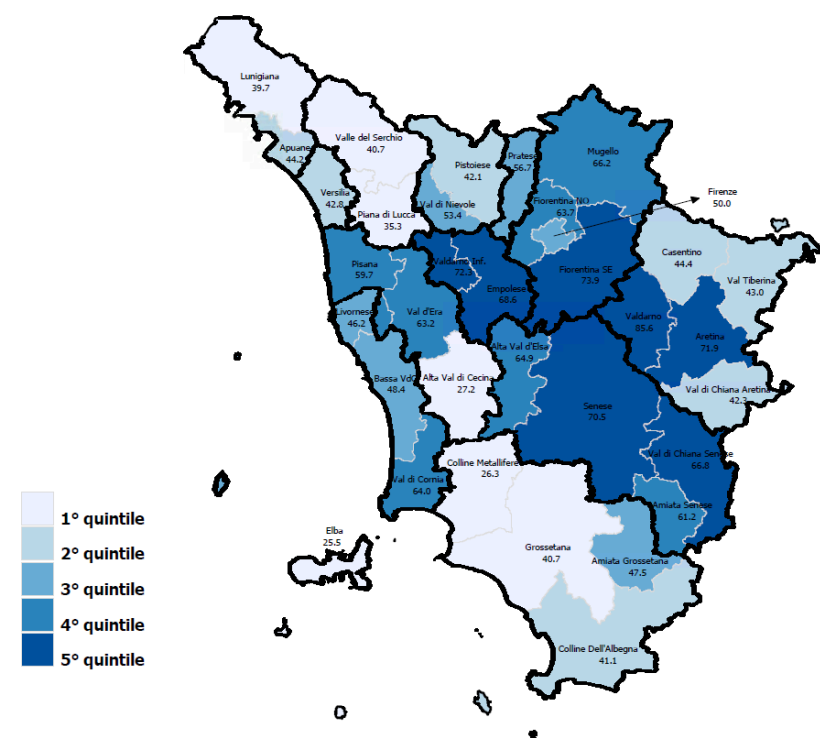 Lunigiana
39.7
Apuane
44.2
Valle del Serchio
40.7
Versilia
42.8
Piana di Lucca
35.3
Pistoiese
42.1
Val di Nievole
53.4
Pratese
56.7
Mugello
66.2
Fiorentina NO
63.7
Firenze
50.0
Fiorentina SE
73.9
Casentino
44.4
Val Tiberina
43.0
Pisana
59.7
Valdarno Inf.
72.3
Empolese
68.6
Livornese
46.2
Val d'Era
63.2
Valdarno
85.6
Aretina
71.9
Alta Val d'Elsa
64.9
Bassa VdC
48.4
Alta Val di Cecina
27.2
Val di Chiana Aretina
42.3
Senese
70.5
Val di Chiana Senese
66.8
Colline Metallifere
26.3
Val di Cornia
64.0
Amiata Senese
61.2
Elba
25.5
Grossetana
40.7
Amiata Grossetana
47.5
Colline Dell'Albegna
41.1
1° quintile
2° quintile
3° quintile
4° quintile
5° quintile